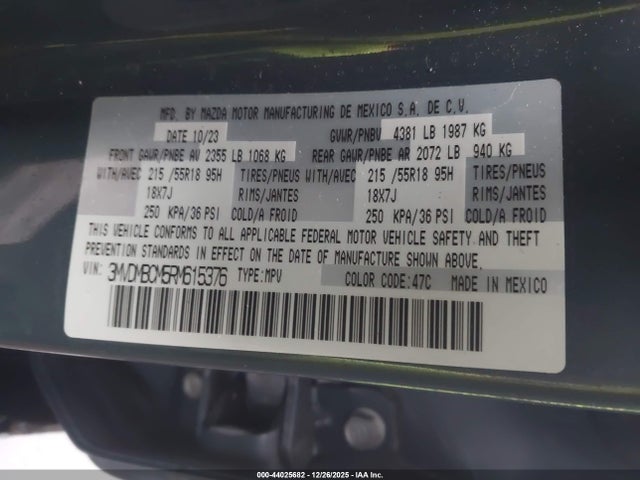 MFD. BY MAZDA MOTOR MANUFACTURING DE MEXICO S.A. DE C.V.
DATE 10/23 GVWR/PNBV 4381 LB 1987 KG
FRONT GAWR/PNBE AV 2355 LB 1068 KG REAR GAWR/PNBE AR 2072 LB 940 KG
WITH/AVEC 215 /55R18 95H TIRES/PNEUS WITH/AVEC 215 /55R18 95H TIRES/PNEUS
18X7J RIMS/JANTES 18X7J RIMS/JANTES
250 KPA/36 PSI COLD/A FROID 250 KPA/36 PSI COLD/A FROID
THIS VEHICLE CONFORMS TO ALL APPLICABLE FEDERAL MOTOR VEHICLE SAFETY AND THEFT
PREVENTION STANDARDS IN EFFECT ON THE DATE OF MANUFACTURE SHOWN ABOVE.
VIN: 3MVDMBCM5RM615376 TYPE:MPV COLOR CODE:47C MADE IN MEXICO
000-44025682 - 12/26/2025 - IAA Inc.